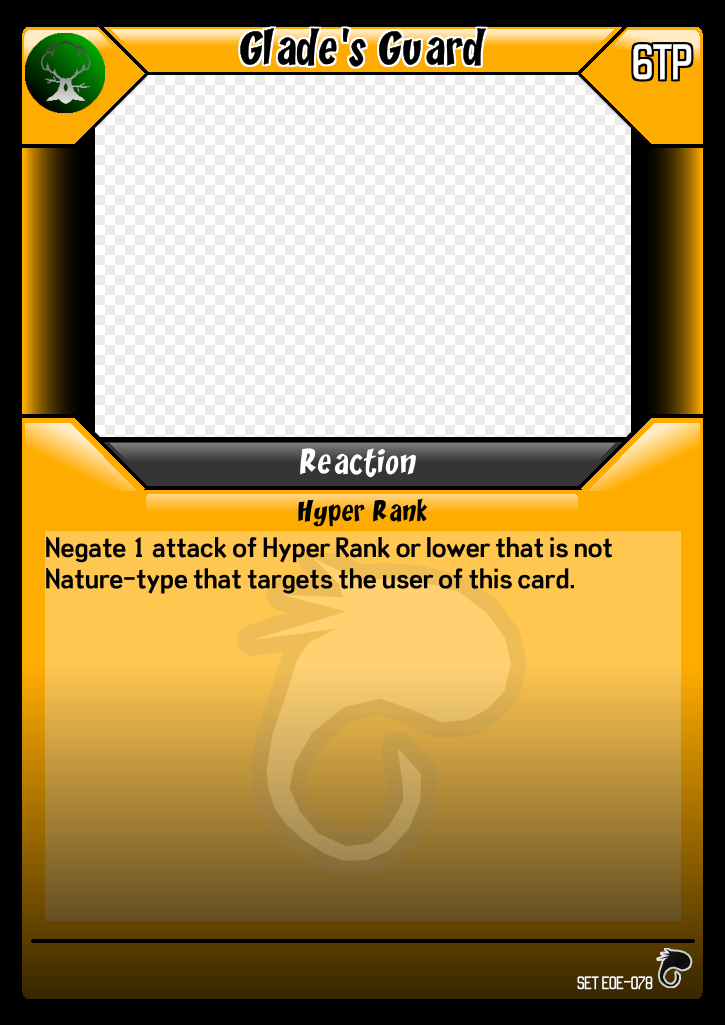 Glade's Guard
6TP
Reaction
Hyper Rank
Negate 1 attack of Hyper Rank or lower that is not
Nature-type that targets the user of this card.
SET EOE-078